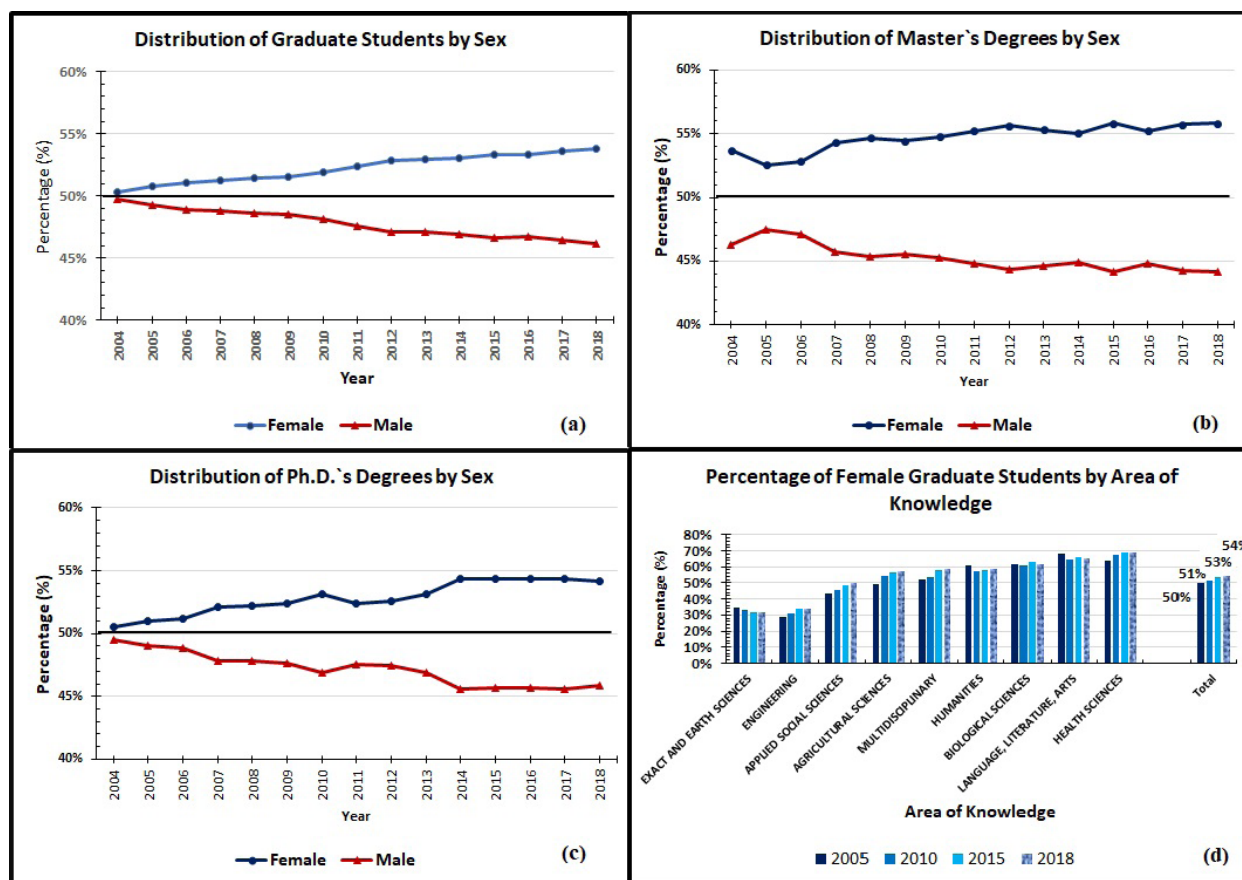 Distribution of Graduate Students by Sex
60%
55%
50%
45%
40%
Percentage (%)
2004 2005 2006 2007 2008 2009 2010 2011 2012 2013 2014 2015 2016 2017 2018
Year
Female Male (a)
Distribution of Master`s Degrees by Sex
60%
55%
50%
45%
40%
Percentage (%)
2004 2005 2006 2007 2008 2009 2010 2011 2012 2013 2014 2015 2016 2017 2018
Year
Female Male (b)
Distribution of Ph.D.`s Degrees by Sex
60%
55%
50%
45%
40%
Percentage (%)
2004 2005 2006 2007 2008 2009 2010 2011 2012 2013 2014 2015 2016 2017 2018
Year
Female Male (c)
Percentage of Female Graduate Students by Area of
Knowledge
80%
70%
60%
50%
40%
30%
20%
10%
0%
Percentage (%)
50%
51%
53%
54%
EXACT AND EARTH SCIENCES
ENGINEERING
APPLIED SOCIAL SCIENCES
AGRICULTURAL SCIENCES
MULTIDISCIPLINARY
HUMANITIES
BIOLOGICAL SCIENCES
LANGUAGE, LITERATURE, ARTS
HEALTH SCIENCES
Total
Area of Knowledge
2005 2010 2015 2018 (d)